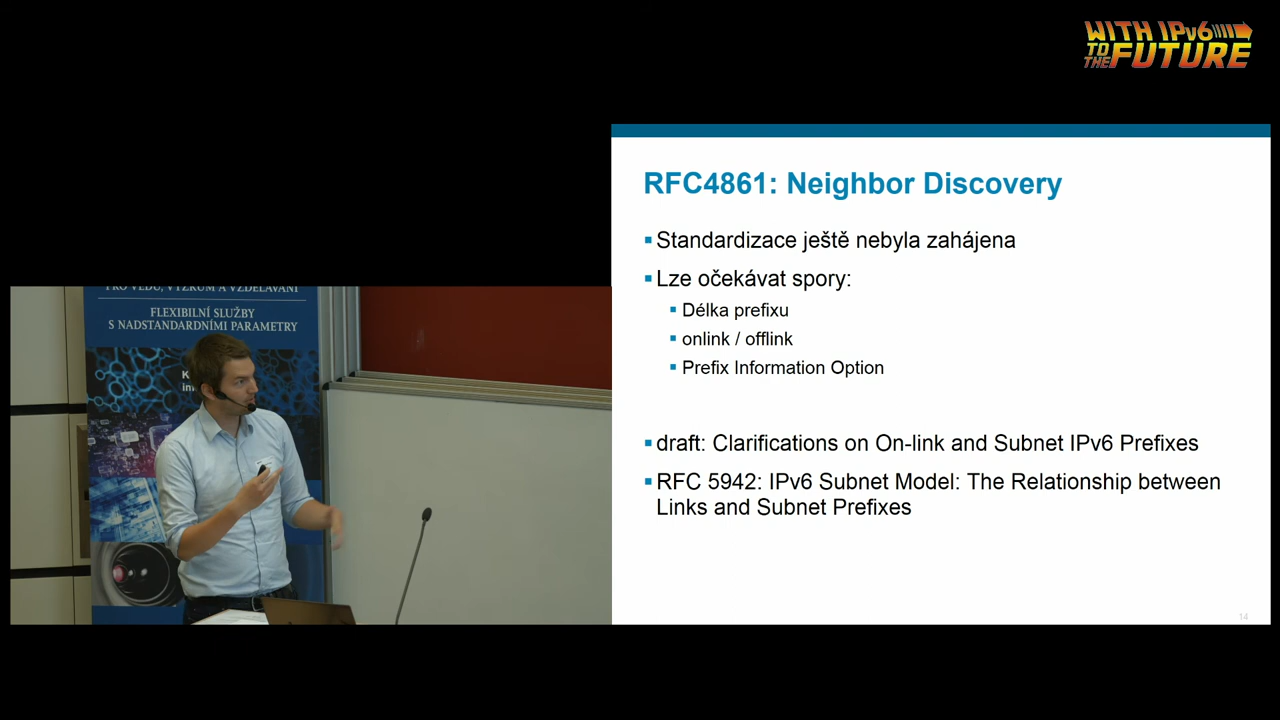 WITH IPv6
TO THE FUTURE
RFC4861: Neighbor Discovery
Standardizace ještě nebyla zahájena
Lze očekávat spory:
Délka prefixu
onlink / offlink
Prefix Information Option
draft: Clarifications on On-link and Subnet IPv6 Prefixes
RFC 5942: IPv6 Subnet Model: The Relationship between
Links and Subnet Prefixes
14
PRO VĚDU, VÝZKUM A VZDĚLÁVÁNÍ
FLEXIBILNÍ SLUŽBY
S NADSTANDARDNÍMI PARAMETRY